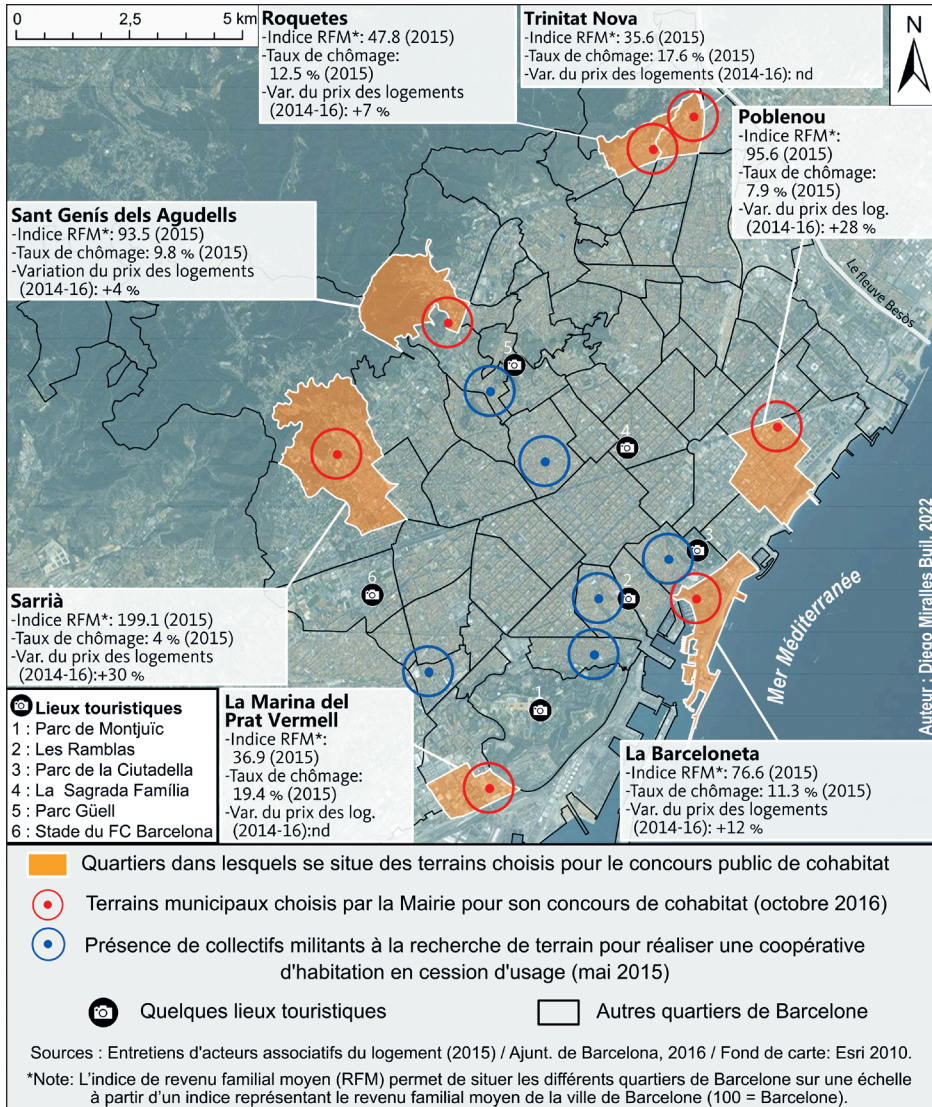 0 2,5 5 km
Roquetes
-Indice RFM*: 47.8 (2015)
-Taux de chômage:
12.5 % (2015)
-Var. du prix des logements
(2014-16): +7 %
Trinitat Nova
-Indice RFM*: 35.6 (2015)
-Taux de chômage: 17.6 % (2015)
-Var. du prix des logements (2014-16): nd
N
Poblenou
-Indice RFM*:
95.6 (2015)
-Taux de chômage:
7.9 % (2015)
-Var. du prix des log.
(2014-16): +28 %
Sant Genís dels Agudells
-Indice RFM*: 93.5 (2015)
-Taux de chômage: 9.8 % (2015)
-Variation du prix des logements
(2014-16): +4 %
Le fleuve Besòs
5
4
3
2
6
1
Mer Méditerranée
Auteur : Diego Miralles Buil, 2022
Sarrià
-Indice RFM*: 199.1 (2015)
-Taux de chômage: 4 % (2015)
-Var. du prix des logements
(2014-16):+30 %
Lieux touristiques
1 : Parc de Montjuïc
2 : Les Ramblas
3 : Parc de la Ciutadella
4 : La Sagrada Família
5 : Parc Güell
6 : Stade du FC Barcelona
La Marina del
Prat Vermell
-Indice RFM*:
36.9 (2015)
-Taux de chômage:
19.4 % (2015)
-Var. du prix des log.
(2014-16):nd
La Barceloneta
-Indice RFM*: 76.6 (2015)
-Taux de chômage: 11.3 % (2015)
-Var. du prix des logements
(2014-16): +12 %
Quartiers dans lesquels se situe des terrains choisis pour le concours public de cohabitat
Terrains municipaux choisis par la Mairie pour son concours de cohabitat (octobre 2016)
Présence de collectifs militants à la recherche de terrain pour réaliser une coopérative
d'habitation en cession d'usage (mai 2015)
Quelques lieux touristiques
Autres quartiers de Barcelone
Sources : Entretiens d'acteurs associatifs du logement (2015) / Ajunt. de Barcelona, 2016 / Fond de carte: Esri 2010.
*Note: L'indice de revenu familial moyen (RFM) permet de situer les différents quartiers de Barcelone sur une échelle
à partir d'un indice représentant le revenu familial moyen de la ville de Barcelone (100 = Barcelone).